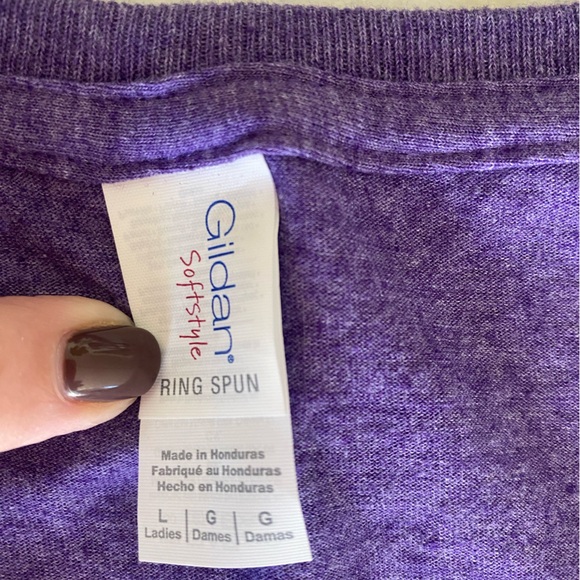 Gildan®
Softstyle
RING SPUN
Made in Honduras
Fabriqué au Honduras
Hecho en Honduras
L | G | G
Ladies | Dames | Damas